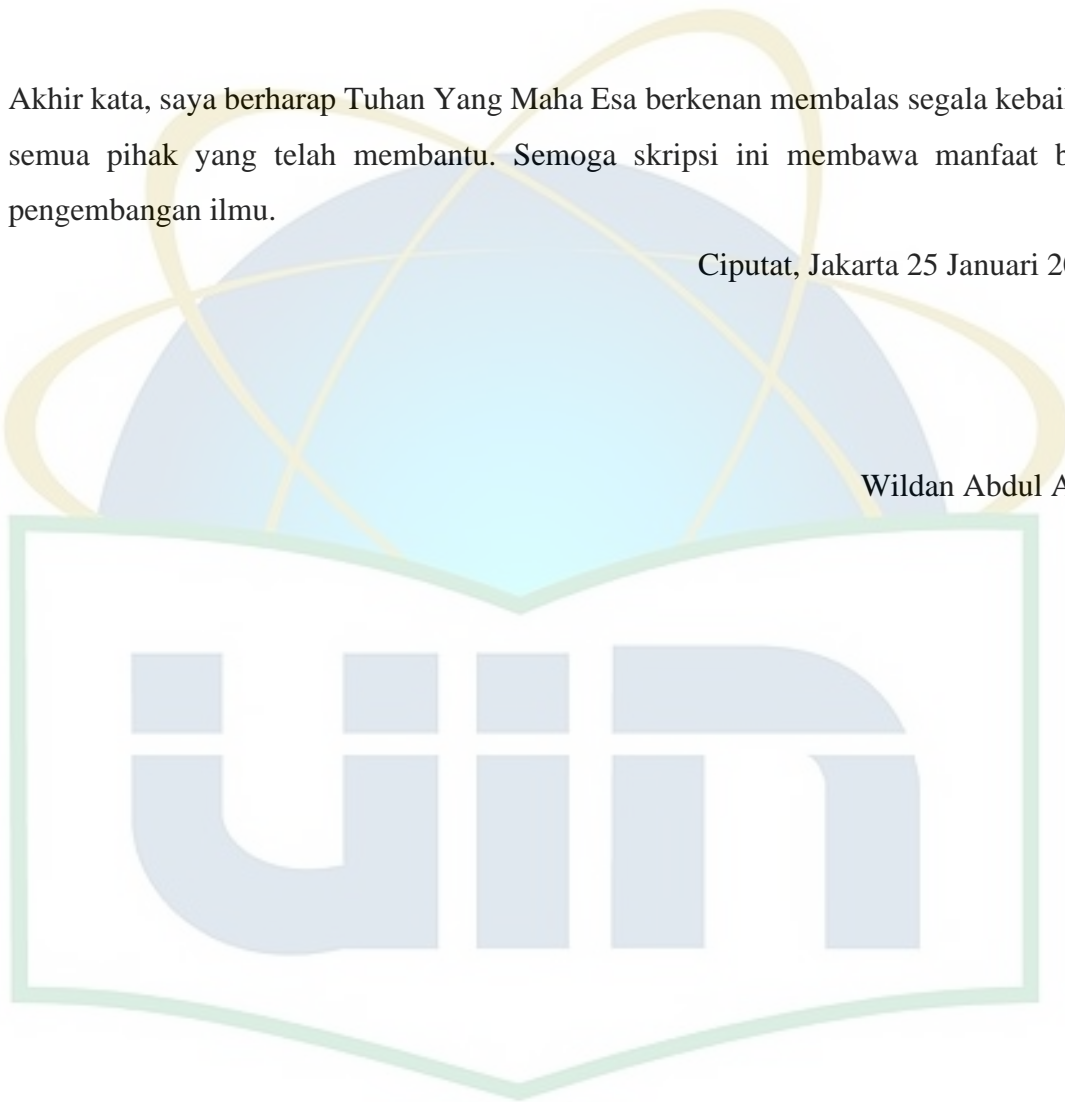 Akhir kata, saya berharap Tuhan Yang Maha Esa berkenan membalas segala
semua pihak yang telah membantu. Semoga skripsi ini membawa manfaat
pengembangan ilmu.
Ciputat, Jakarta 25 Januari
Wildan Abdul
uin